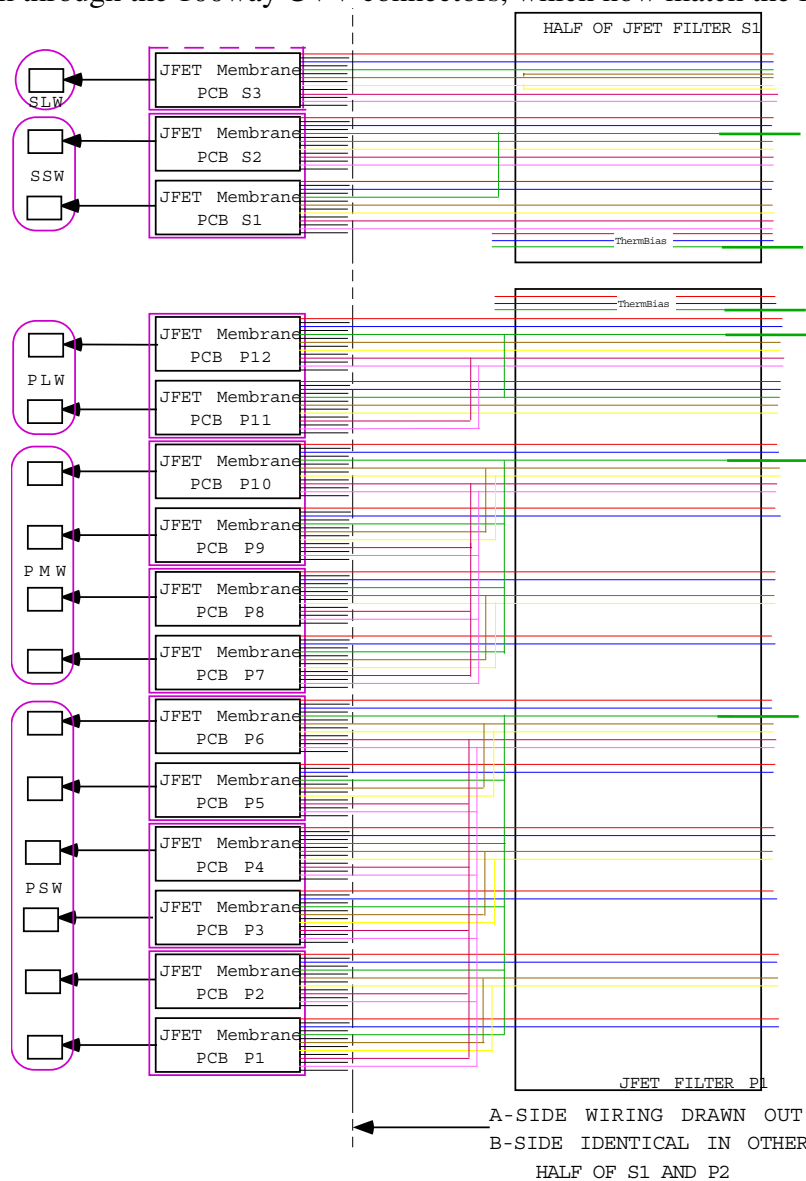 HALF OF JFET FILTER S1
JFET Membrane
PCB S3
SLW
JFET Membrane
PCB S2
SSW
JFET Membrane
PCB S1
ThermBias
ThermBias
JFET Membrane
PCB P12
PLW
JFET Membrane
PCB P11
JFET Membrane
PCB P10
JFET Membrane
PCB P9
PMW
JFET Membrane
PCB P8
JFET Membrane
PCB P7
JFET Membrane
PCB P6
JFET Membrane
PCB P5
JFET Membrane
PCB P4
PSW
JFET Membrane
PCB P3
JFET Membrane
PCB P2
JFET Membrane
PCB P1
JFET FILTER P1
A-SIDE WIRING DRAWN OUT
B-SIDE IDENTICAL IN OTHER
HALF OF S1 AND P2